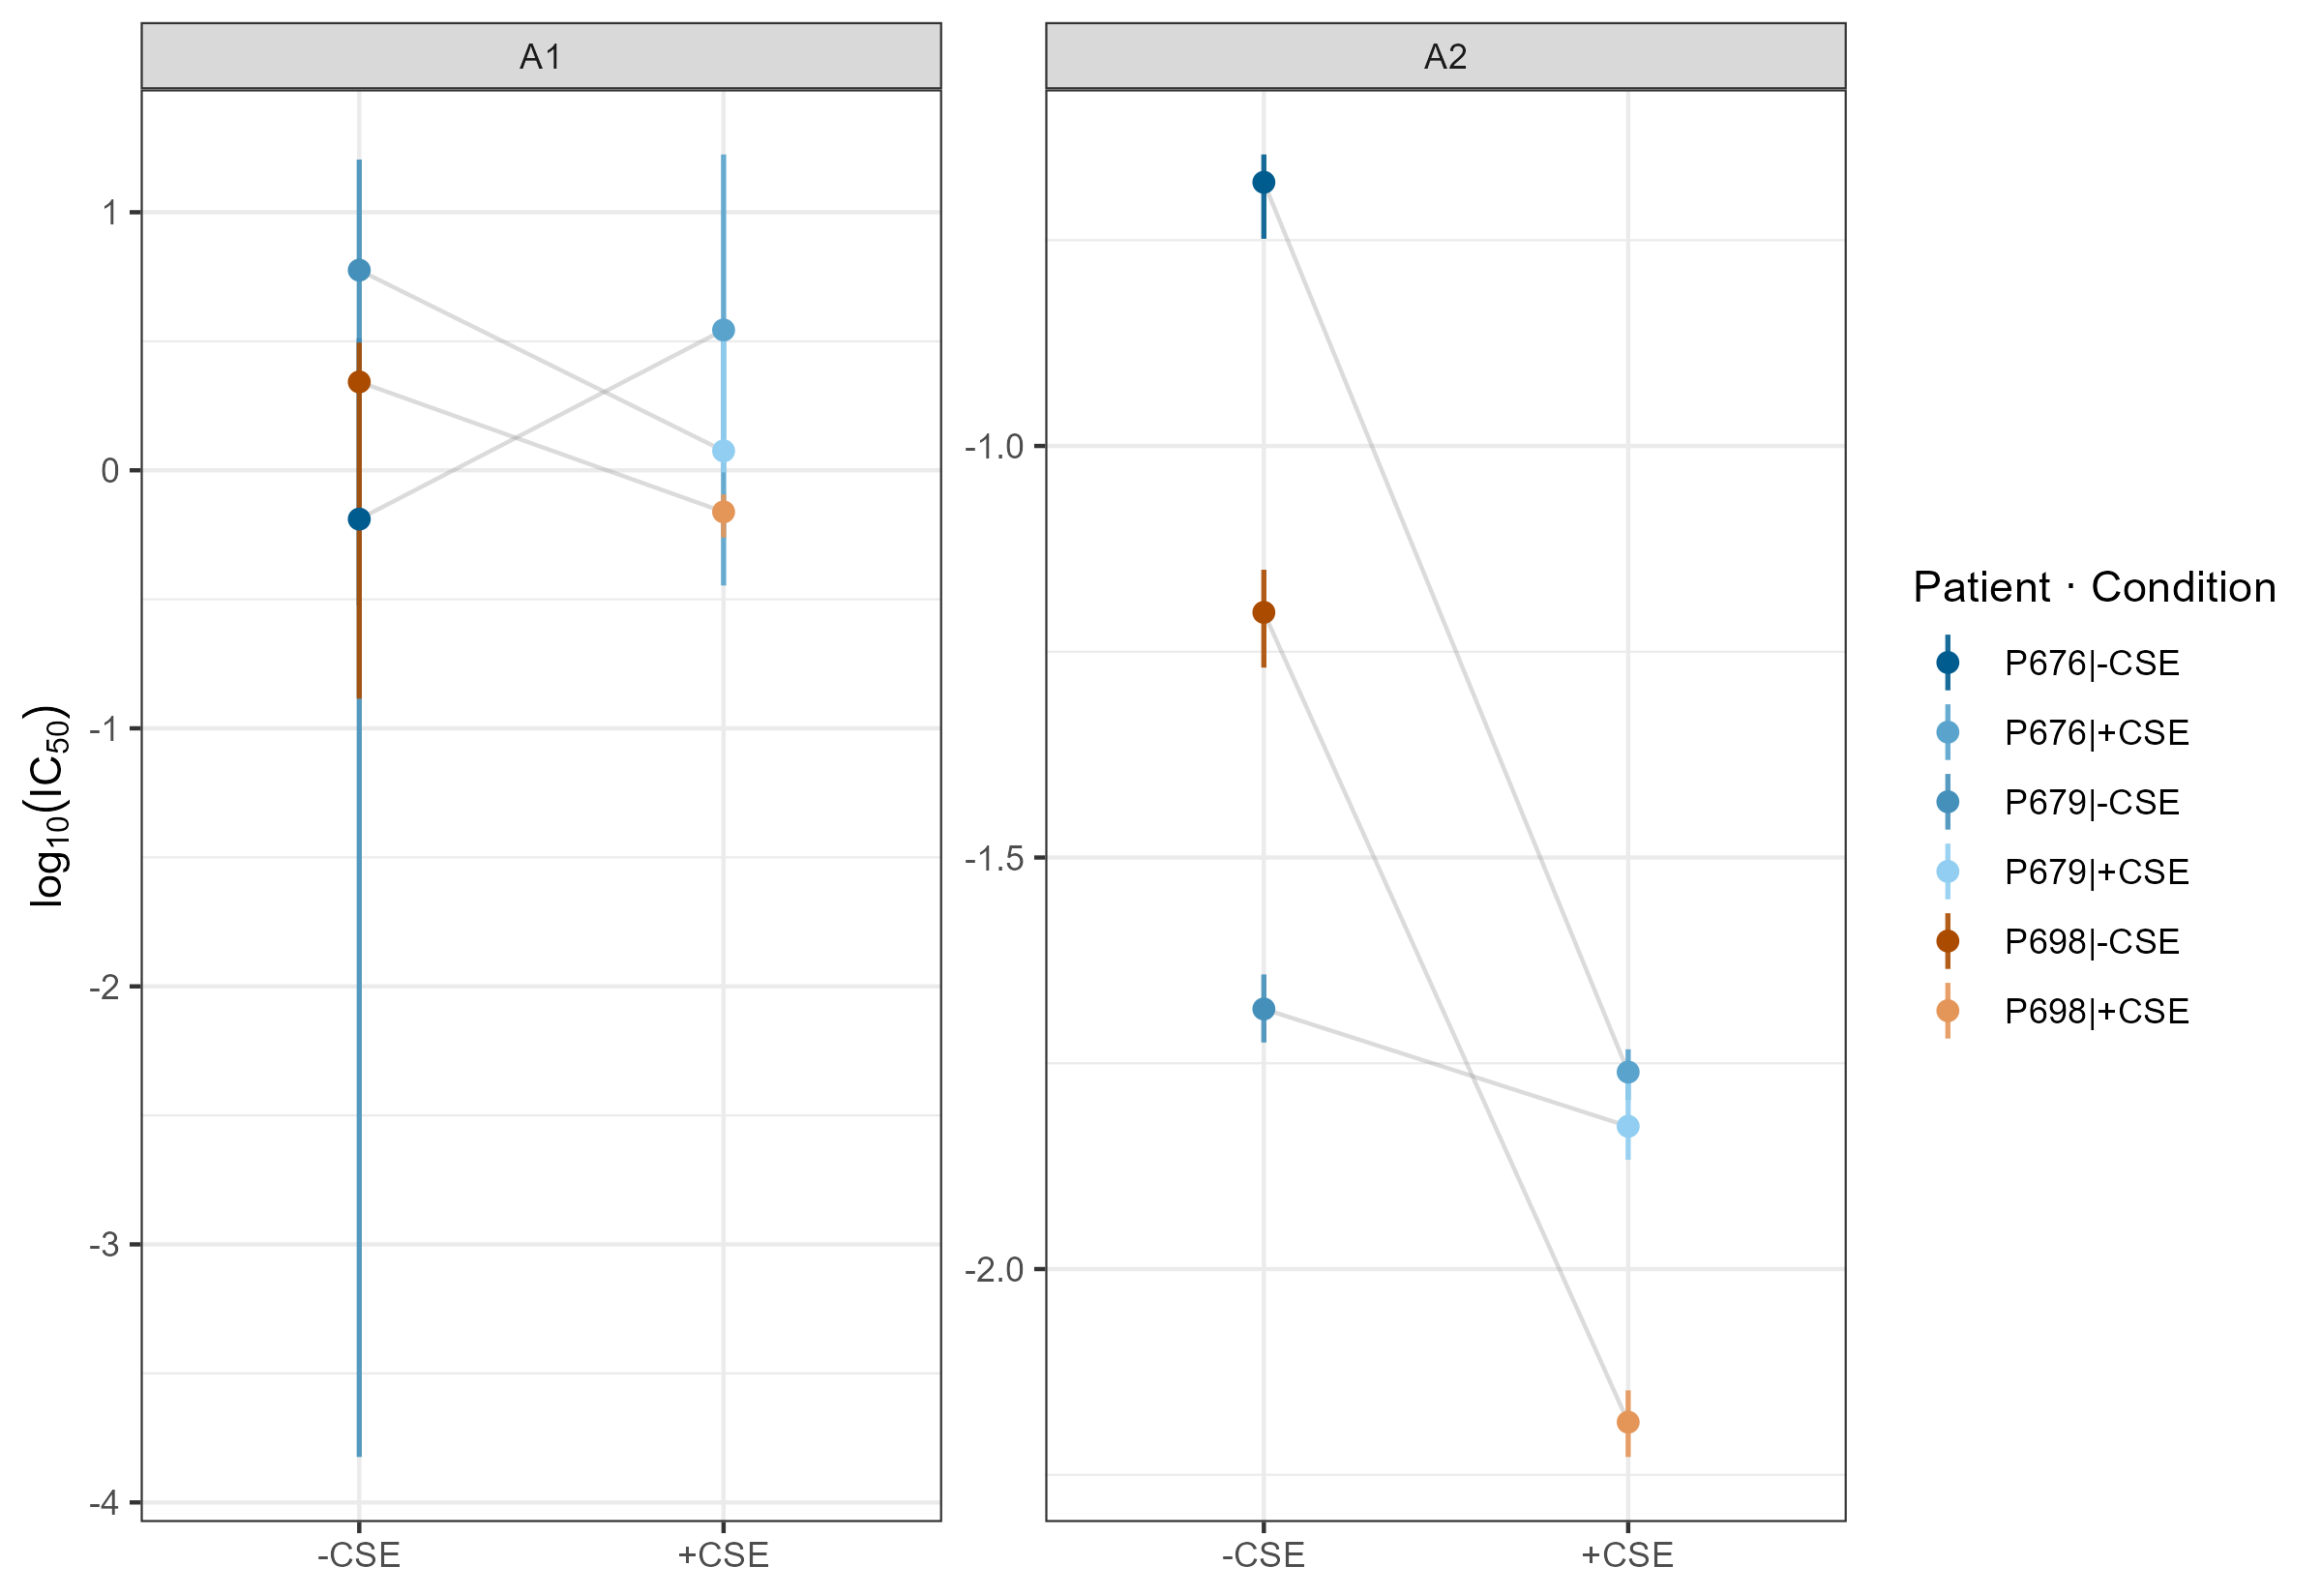 A1
A2
1
0
-1
-2
-3
-4
-1.0
-1.5
-2.0
log₁₀(IC₅₀)
-CSE
+CSE
-CSE
+CSE
Patient · Condition
P676|-CSE
P676|+CSE
P679|-CSE
P679|+CSE
P698|-CSE
P698|+CSE